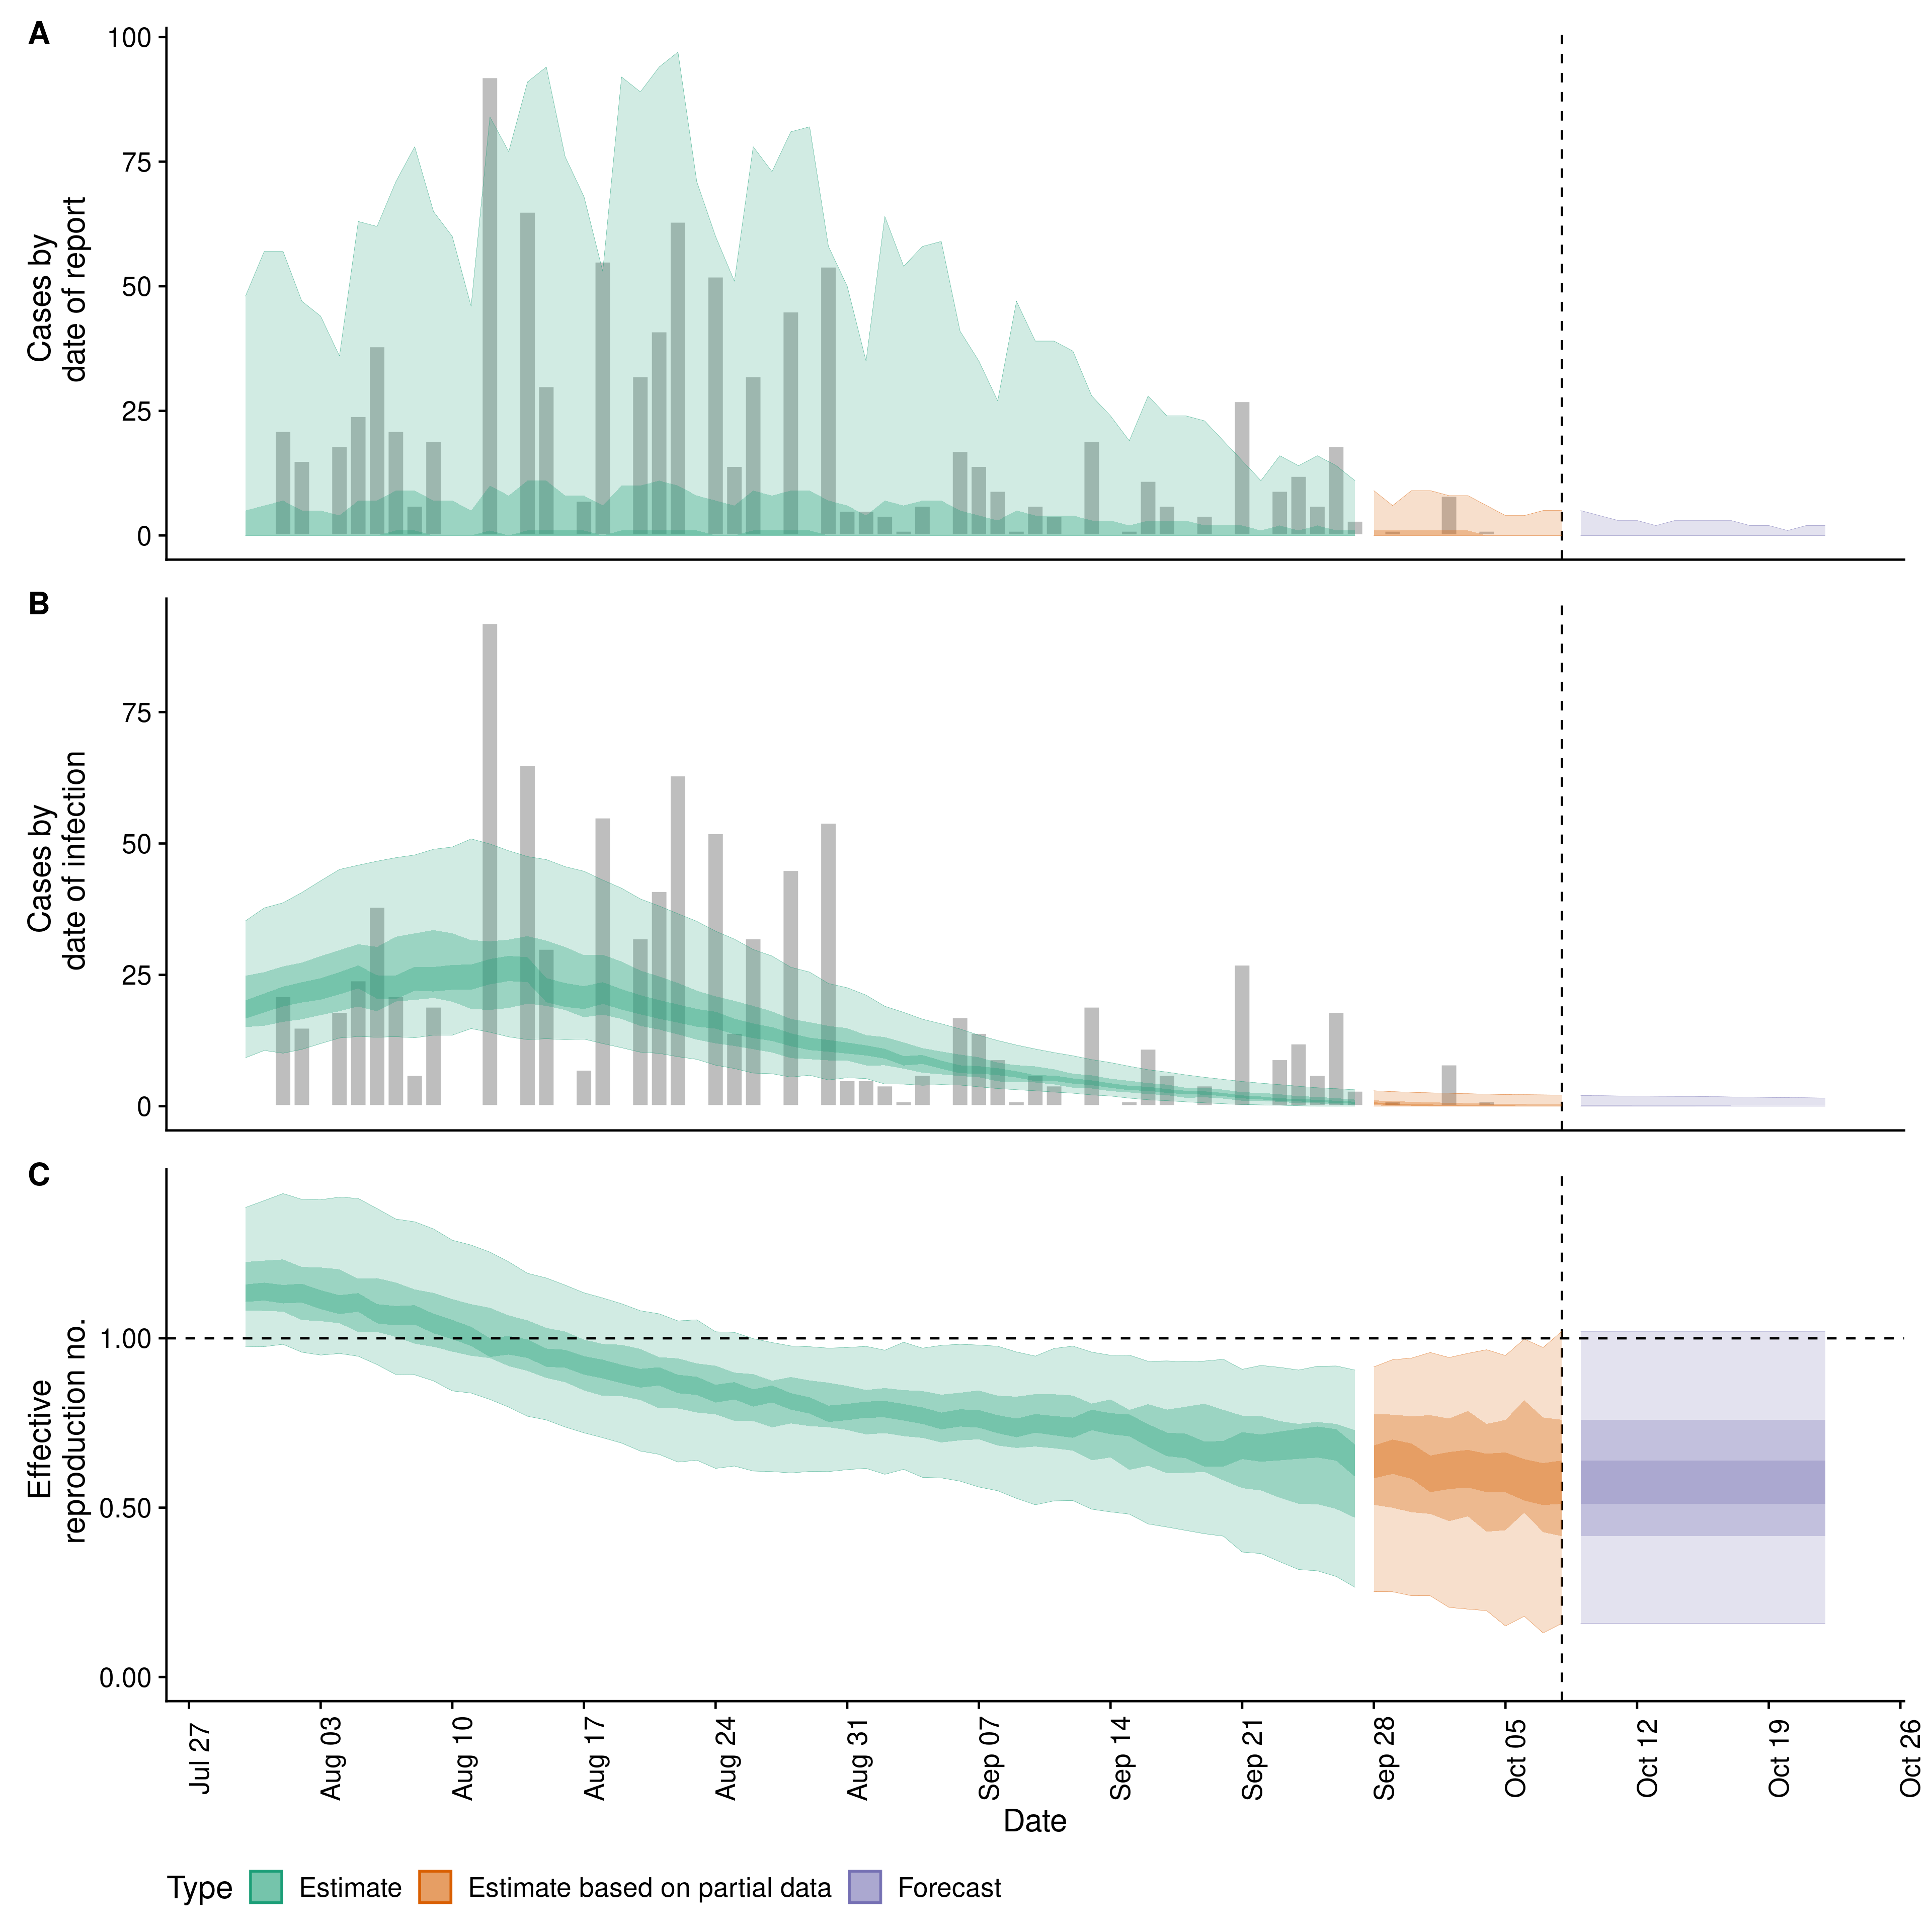 A
Cases by
date of report
100
75
50
25
0
B
Cases by
date of infection
75
50
25
0
C
Effective
reproduction no.
1.00
0.50
0.00
Jul 27
Aug 03
Aug 10
Aug 17
Aug 24
Aug 31
Sep 07
Sep 14
Sep 21
Sep 28
Oct 05
Oct 12
Oct 19
Oct 26
Date
Type Estimate Estimate based on partial data Forecast